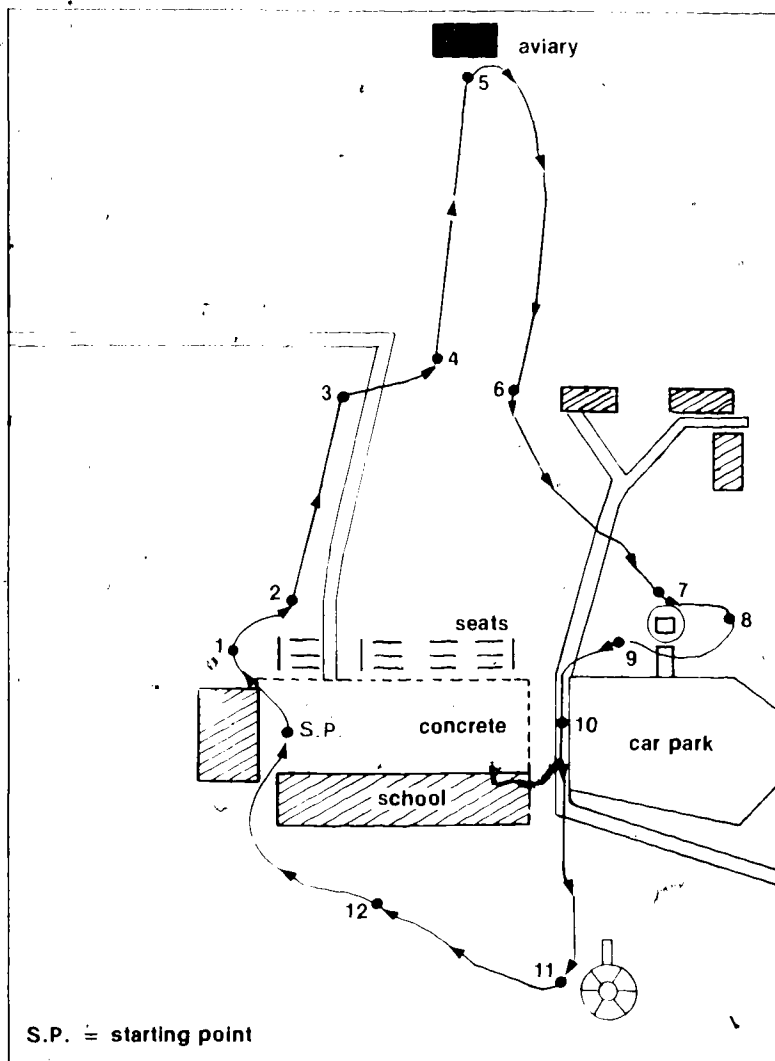 aviary
5
4
3
6
2
7
8
1
seats
9
S.P.
concrete
10
car park
school
12
11
S.P. = starting point